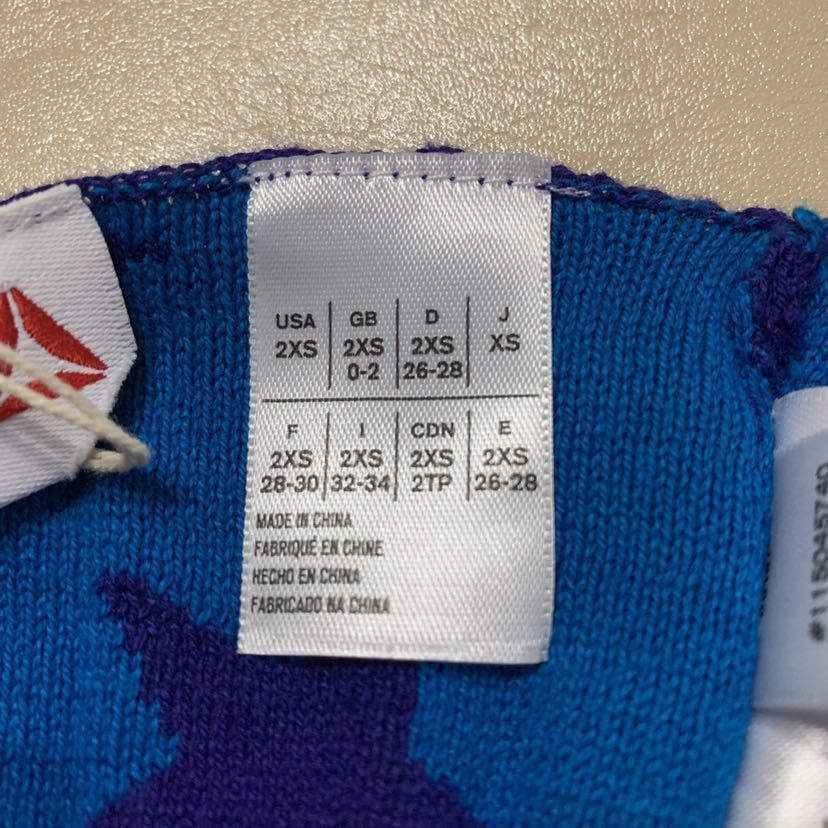 USA GB D J
2XS 2XS 2XS XS
0-2 26-28
F I CDN E
2XS 2XS 2XS 2XS
28-30 32-34 2TP 26-28
MADE IN CHINA
FABRIQUÉ EN CHINE
HECHO EN CHINA
FABRICADO NA CHINA
#115045740